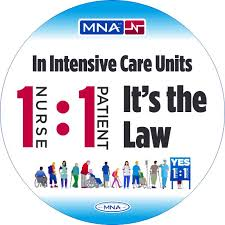 MNA
In Intensive Care Units
1:1
NURSE
PATIENT
It's the
Law
YES
1:1
MNA